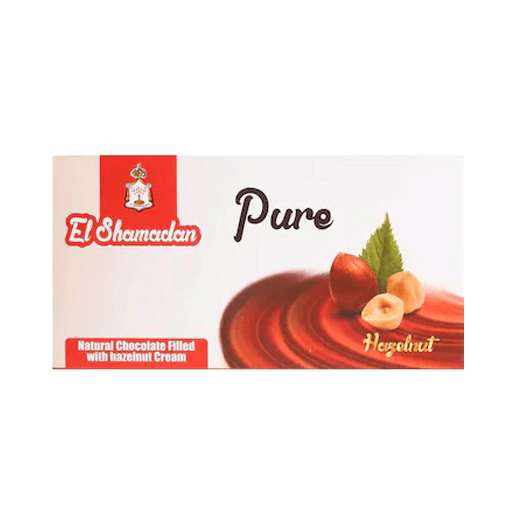 El Shamadan
Pure
Hazelnut
Natural Chocolate Filled
with hazelnut Cream